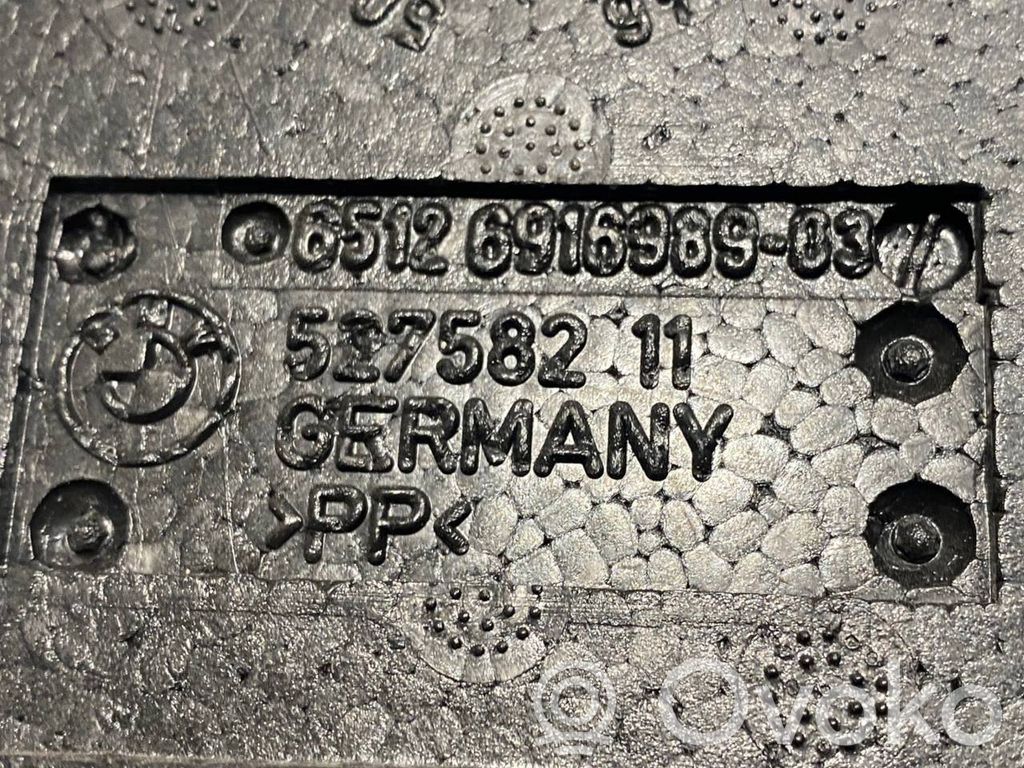 6512 6916989-03
527582 11
GERMANY
>PP<
Ovoko